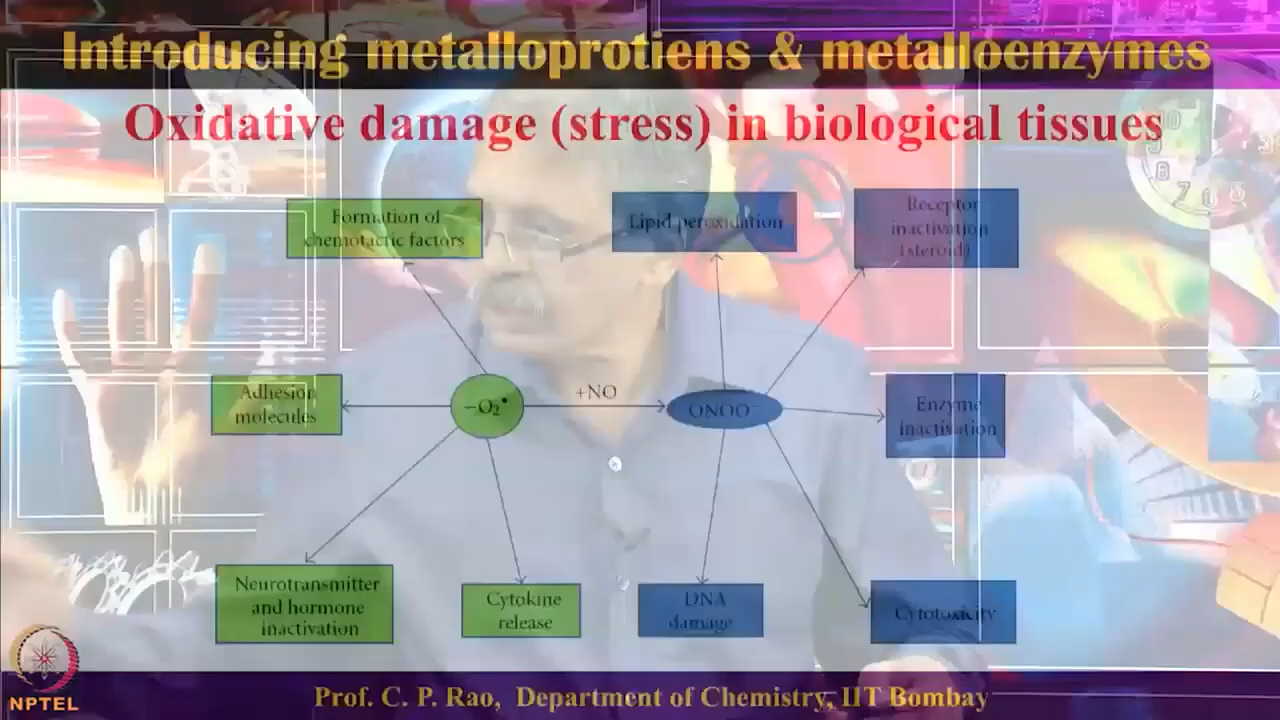 Introducing metalloprotiens & metalloenzymes
Oxidative damage (stress) in biological tissues
Formation of
chemotactic factors
Lipid peroxidation
Receptor
inactivation
(steroid)
Adhesion
molecules
–O₂•
+NO
ONOO⁻
Enzyme
inactivation
Neurotransmitter
and hormone
inactivation
Cytokine
release
DNA
damage
Cytotoxicity
NPTEL
Prof. C. P. Rao, Department of Chemistry, IIT Bombay